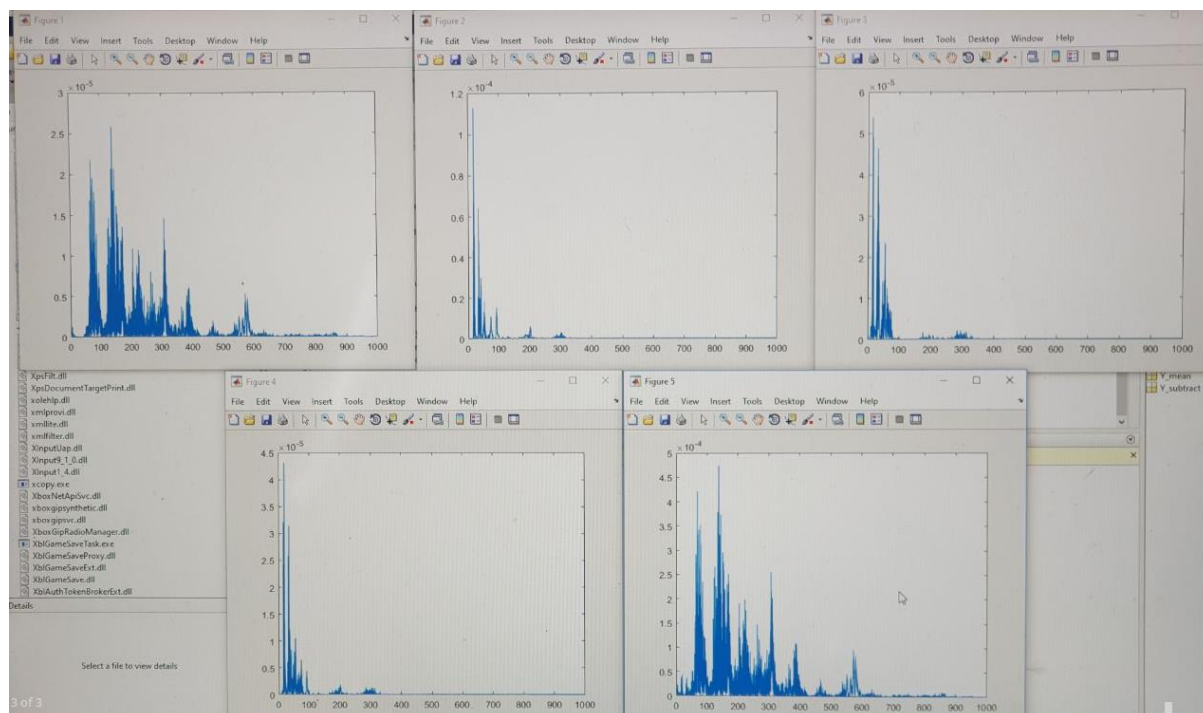 Figure 1
File Edit View Insert Tools Desktop Window Help
×10^-5
3
2.5
2
1.5
1
0.5
0
0 100 200 300 400 500 600 700 800 900 1000
Figure 2
File Edit View Insert Tools Desktop Window Help
×10^-4
1.2
1
0.8
0.6
0.4
0.2
0
0 100 200 300 400 500 600 700 800 900 1000
Figure 3
File Edit View Insert Tools Desktop Window Help
×10^-5
6
5
4
3
2
1
0
0 100 200 300 400 500 600 700 800 900 1000
XpsFilt.dll
XpsDocumentTargetPrint.dll
xolehlp.dll
xmlprovi.dll
xmllite.dll
xmlfilter.dll
XInputUap.dll
XInput9_1_0.dll
XInput1_4.dll
xcopy.exe
XboxNetApiSvc.dll
xboxgipsynthetic.dll
xboxgipsvc.dll
XboxGipRadioManager.dll
XblGameSaveTask.exe
XblGameSaveProxy.dll
XblGameSaveExt.dll
XblGameSave.dll
XblAuthTokenBrokerExt.dll
Details
Select a file to view details
3 of 3
Figure 4
File Edit View Insert Tools Desktop Window Help
×10^-5
4.5
4
3.5
3
2.5
2
1.5
1
0.5
0
0 100 200 300 400 500 600 700 800 900 1000
Figure 5
File Edit View Insert Tools Desktop Window Help
×10^-4
5
4.5
4
3.5
3
2.5
2
1.5
1
0.5
0
0 100 200 300 400 500 600 700 800 900 1000
Y_mean
Y_subtract